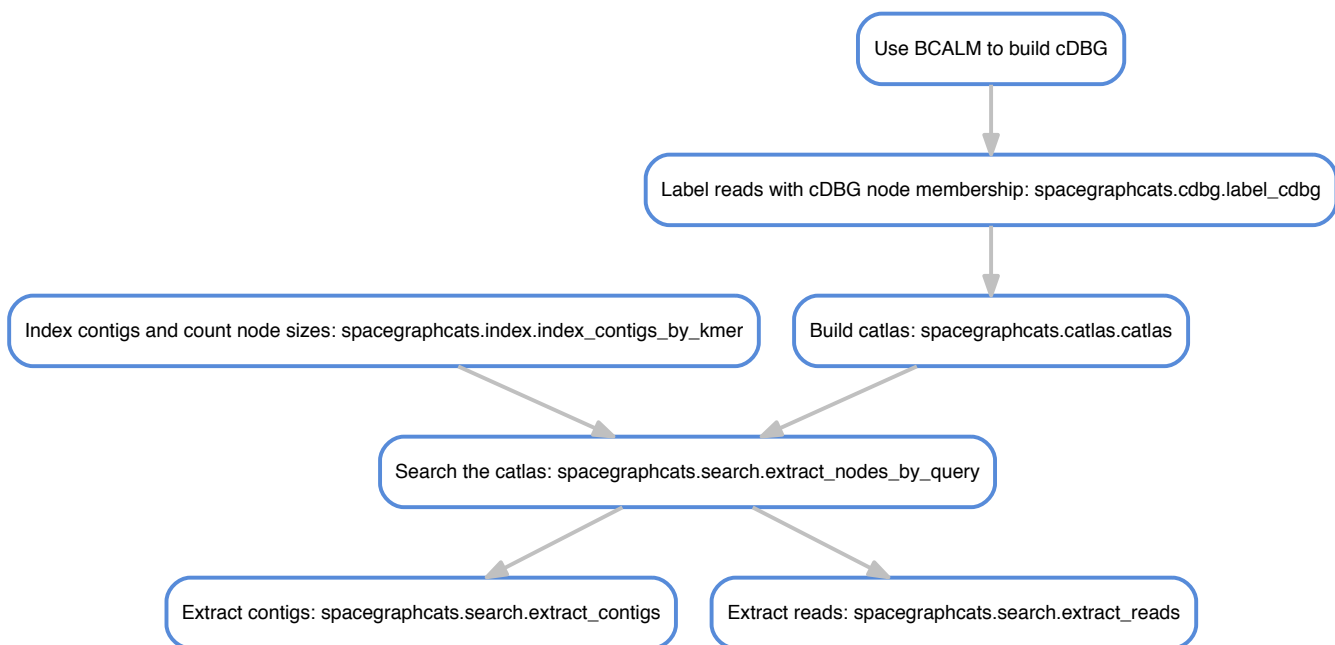 Use BCALM to build cDBG
Label reads with cDBG node membership: spacegraphcats.cdbg.label_cdbg
Index contigs and count node sizes: spacegraphcats.index.index_contigs_by_kmer
Build catlas: spacegraphcats.catlas.catlas
Search the catlas: spacegraphcats.search.extract_nodes_by_query
Extract contigs: spacegraphcats.search.extract_contigs
Extract reads: spacegraphcats.search.extract_reads